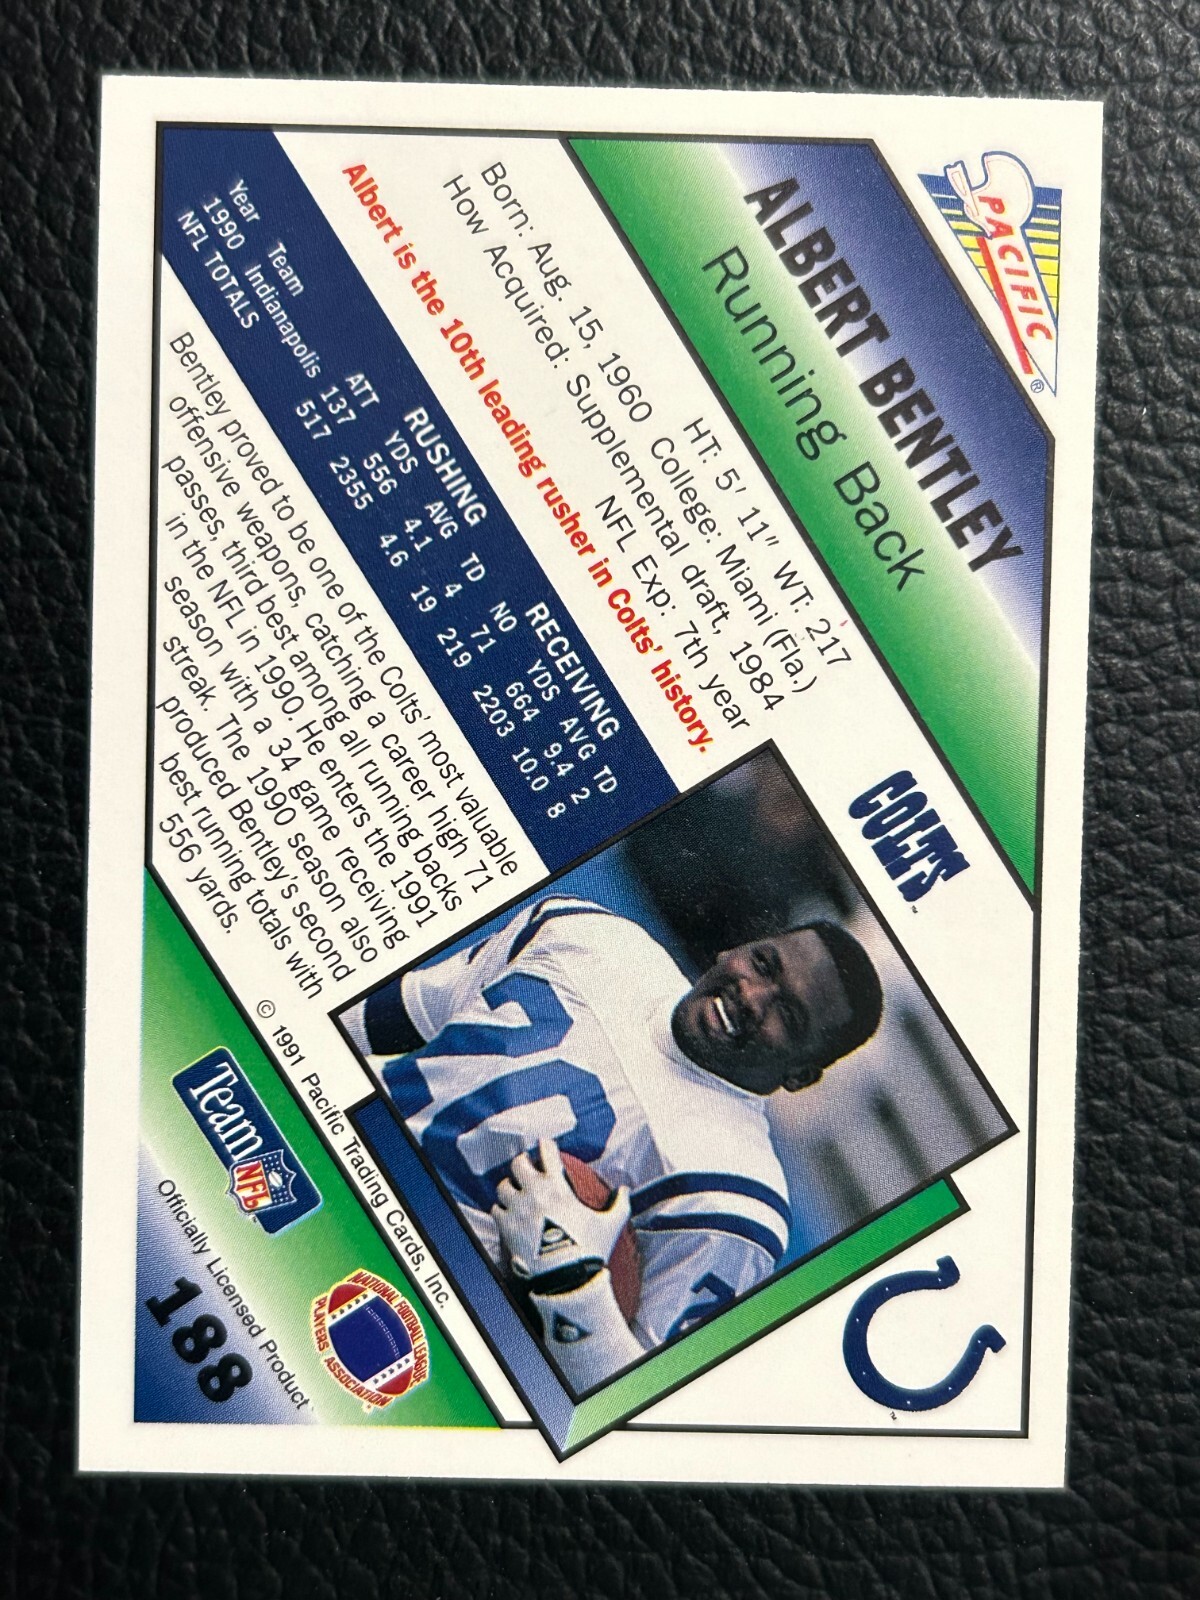 PACIFIC®
ALBERT BENTLEY
Running Back
COLTS™
HT: 5' 11" WT: 217
Born: Aug. 15, 1960 College: Miami (Fla.)
How Acquired: Supplemental draft, 1984
NFL Exp: 7th year
Albert is the 10th leading rusher in Colts' history.
RUSHING RECEIVING
Year Team ATT YDS AVG TD NO YDS AVG TD
1990 Indianapolis 137 556 4.1 4 71 664 9.4 2
NFL TOTALS 517 2355 4.6 19 219 2203 10.0 8
Bentley proved to be one of the Colts' most valuable
offensive weapons, catching a career high 71
passes, third best among all running backs
in the NFL in 1990. He enters the 1991
season with a 34 game receiving
streak. The 1990 season also
produced Bentley's second
best running totals with
556 yards.
© 1991 Pacific Trading Cards, Inc.
Team NFL™
NATIONAL FOOTBALL LEAGUE
PLAYERS ASSOCIATION®
Officially Licensed Product
188
™